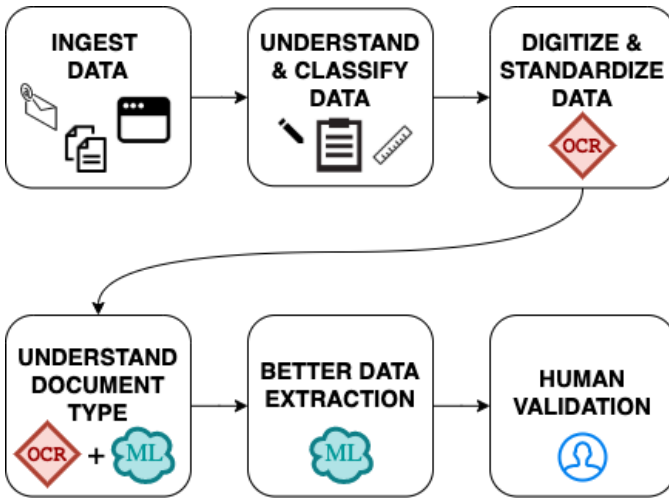 INGEST
DATA
@
UNDERSTAND
& CLASSIFY
DATA
DIGITIZE &
STANDARDIZE
DATA
OCR
UNDERSTAND
DOCUMENT
TYPE
OCR + ML
BETTER DATA
EXTRACTION
ML
HUMAN
VALIDATION